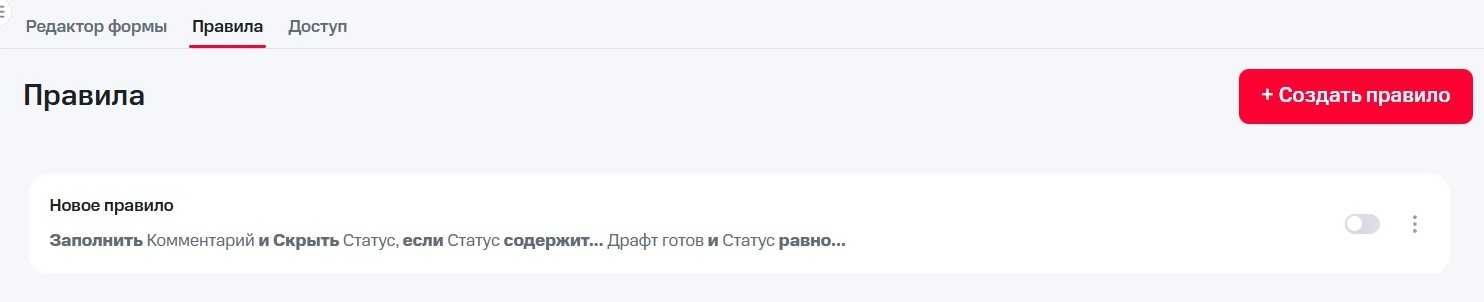 Редактор формы Правила Доступ
Правила
+ Создать правило
Новое правило
Заполнить Комментарий и Скрыть Статус, если Статус содержит... Драфт готов и Статус равно...